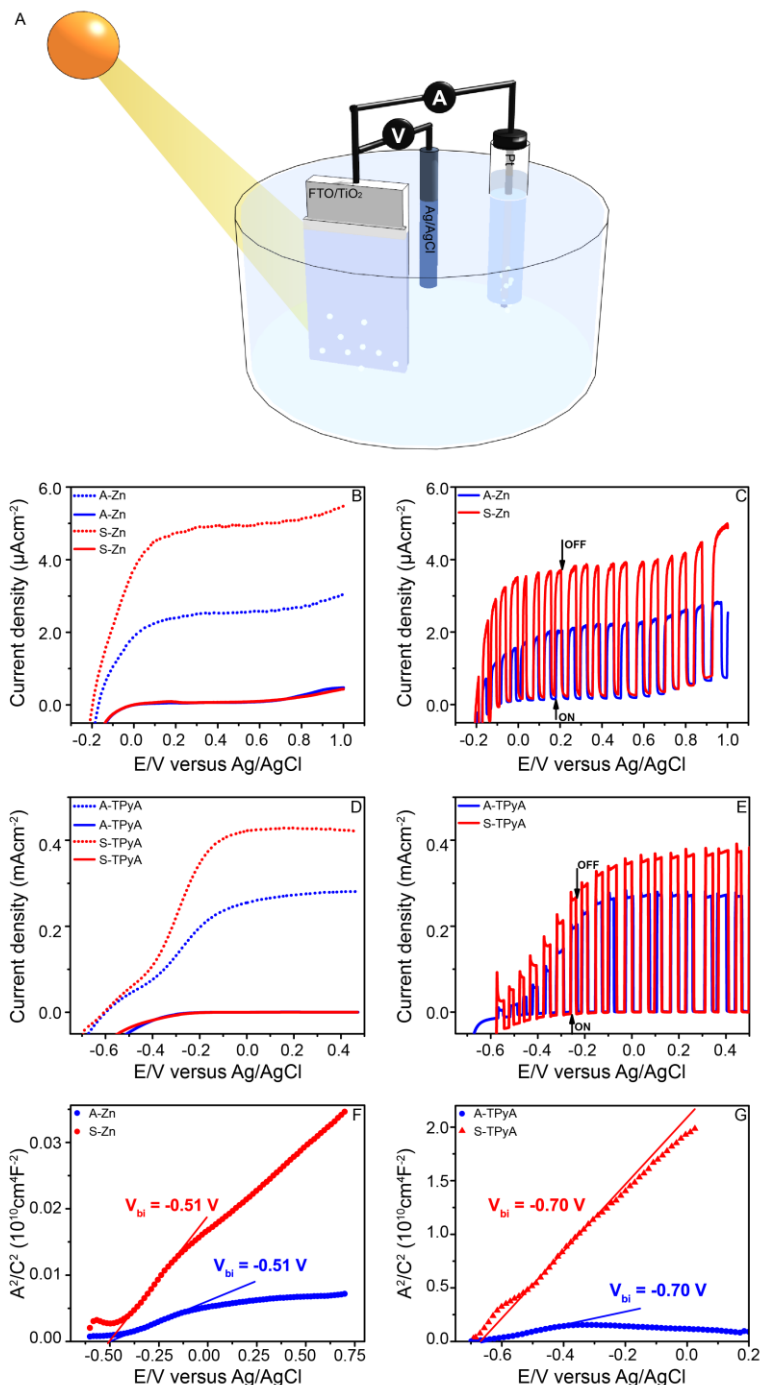 A
A
V
Pt
FTO/TiO₂
Ag/AgCl
B
A-Zn
A-Zn
S-Zn
S-Zn
Current density (µAcm⁻²)
6.0
4.0
2.0
0.0
-0.2 0.0 0.2 0.4 0.6 0.8 1.0
E/V versus Ag/AgCl
C
A-Zn
S-Zn
OFF
ON
Current density (µAcm⁻²)
6.0
4.0
2.0
0.0
-0.2 0.0 0.2 0.4 0.6 0.8 1.0
E/V versus Ag/AgCl
D
A-TPyA
A-TPyA
S-TPyA
S-TPyA
Current density (mAcm⁻²)
0.4
0.2
0.0
-0.6 -0.4 -0.2 0.0 0.2 0.4
E/V versus Ag/AgCl
E
A-TPyA
S-TPyA
OFF
ON
Current density (mAcm⁻²)
0.4
0.2
0.0
-0.6 -0.4 -0.2 0.0 0.2 0.4
E/V versus Ag/AgCl
F
A-Zn
S-Zn
V_bi = -0.51 V
V_bi = -0.51 V
A²/C² (10¹⁰cm⁴F⁻²)
0.03
0.02
0.01
0.00
-0.50 -0.25 0.00 0.25 0.50 0.75
E/V versus Ag/AgCl
G
A-TPyA
S-TPyA
V_bi = -0.70 V
V_bi = -0.70 V
A²/C² (10¹⁰cm⁴F⁻²)
2.0
1.5
1.0
0.5
0.0
-0.6 -0.4 -0.2 0.0 0.2
E/V versus Ag/AgCl